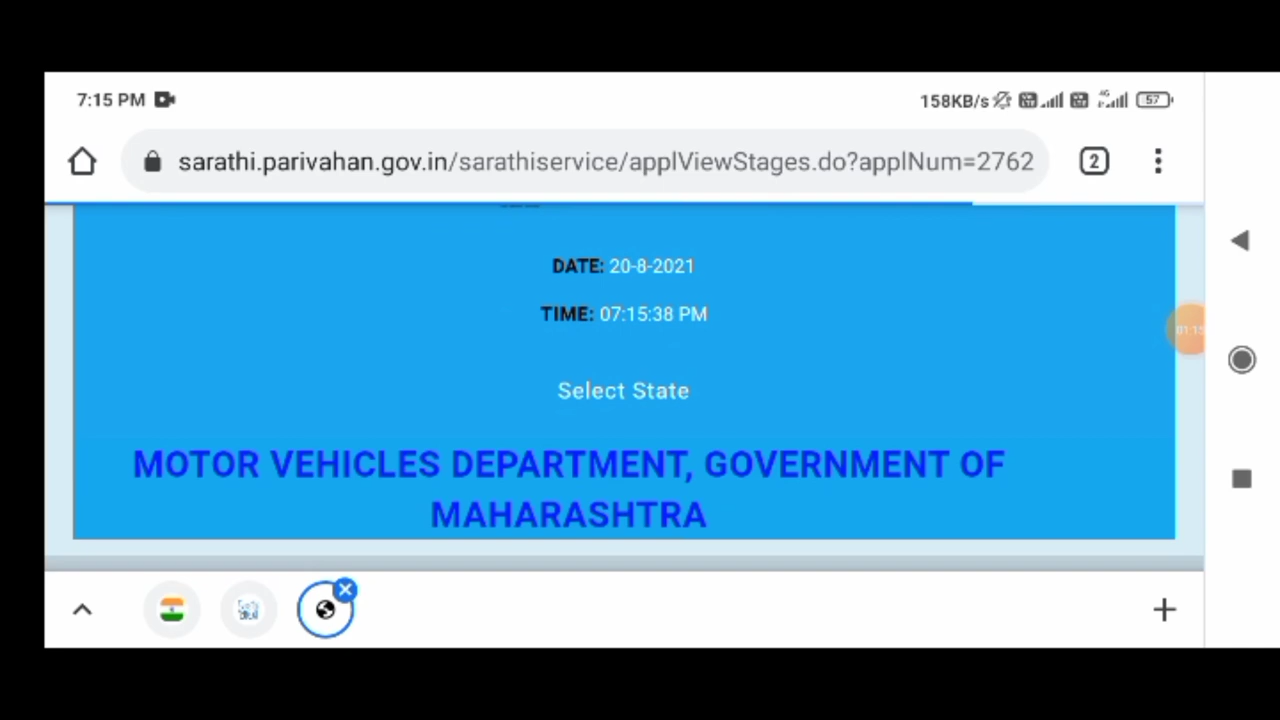 7:15 PM
158KB/s
57
sarathi.parivahan.gov.in/sarathiservice/applViewStages.do?applNum=2762
2
DATE: 20-8-2021
TIME: 07:15:38 PM
Select State
MOTOR VEHICLES DEPARTMENT, GOVERNMENT OF
MAHARASHTRA